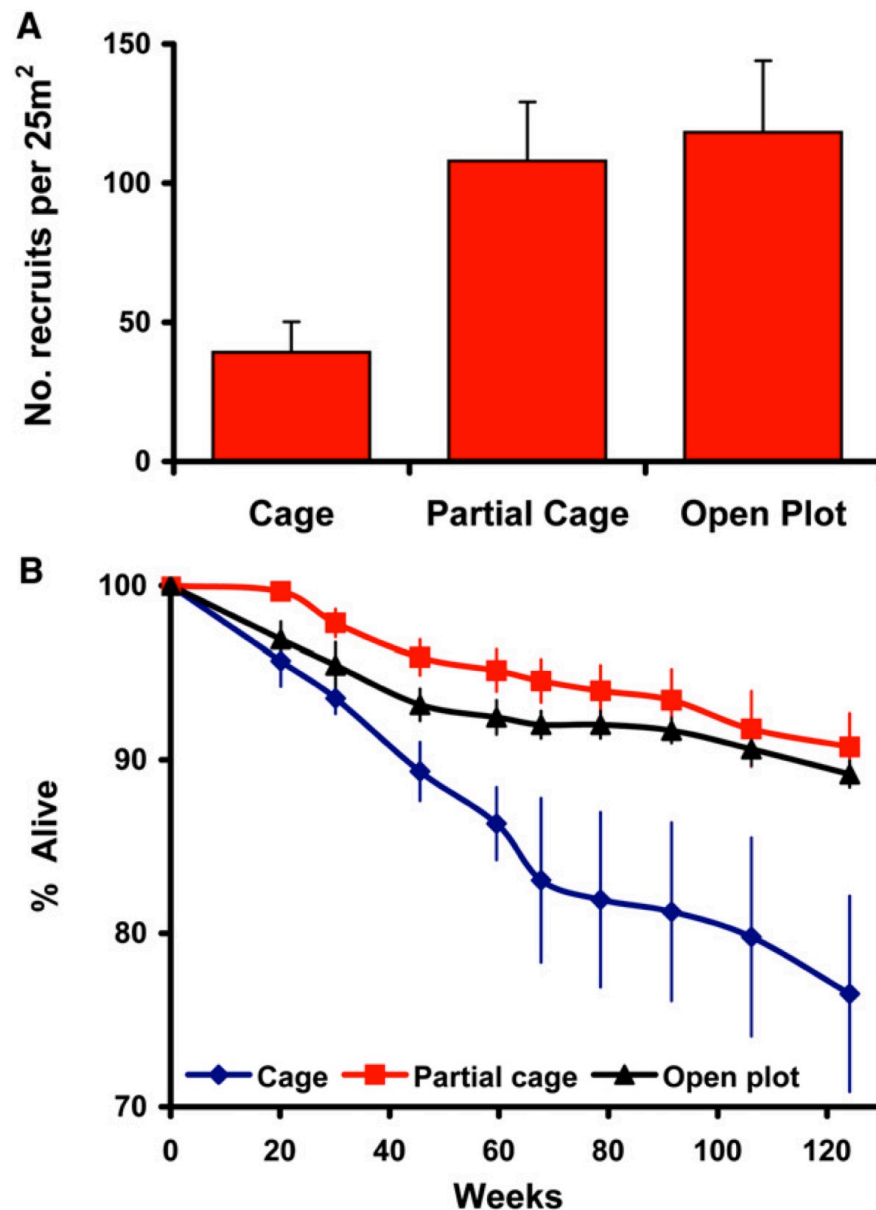 A
No. recruits per 25m²
150
100
50
0
Cage Partial Cage Open Plot
B
% Alive
100
90
80
70
Cage Partial cage Open plot
0 20 40 60 80 100 120
Weeks